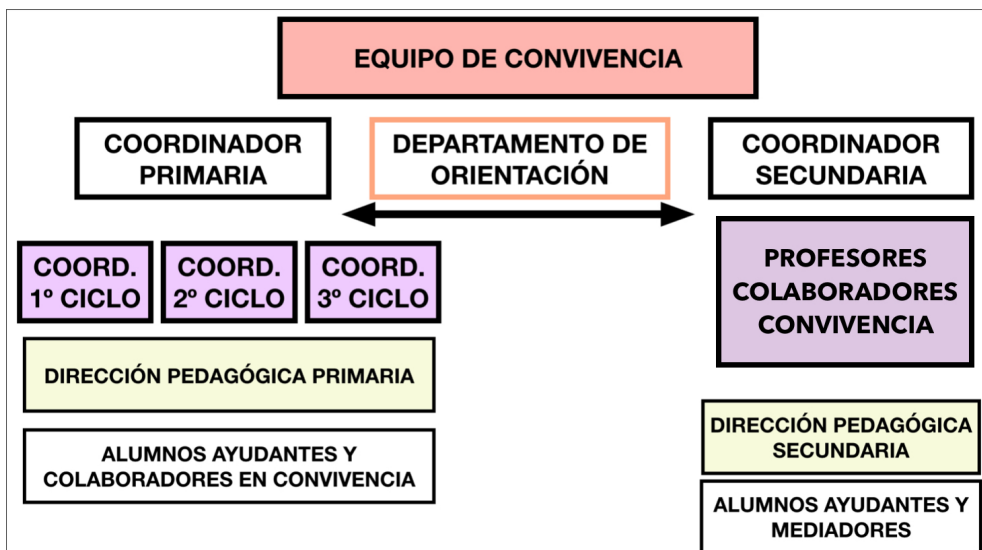 EQUIPO DE CONVIVENCIA
COORDINADOR
PRIMARIA
DEPARTAMENTO DE
ORIENTACIÓN
COORDINADOR
SECUNDARIA
COORD.
1º CICLO
COORD.
2º CICLO
COORD.
3º CICLO
PROFESORES
COLABORADORES
CONVIVENCIA
DIRECCIÓN PEDAGÓGICA PRIMARIA
ALUMNOS AYUDANTES Y
COLABORADORES EN CONVIVENCIA
DIRECCIÓN PEDAGÓGICA
SECUNDARIA
ALUMNOS AYUDANTES Y
MEDIADORES